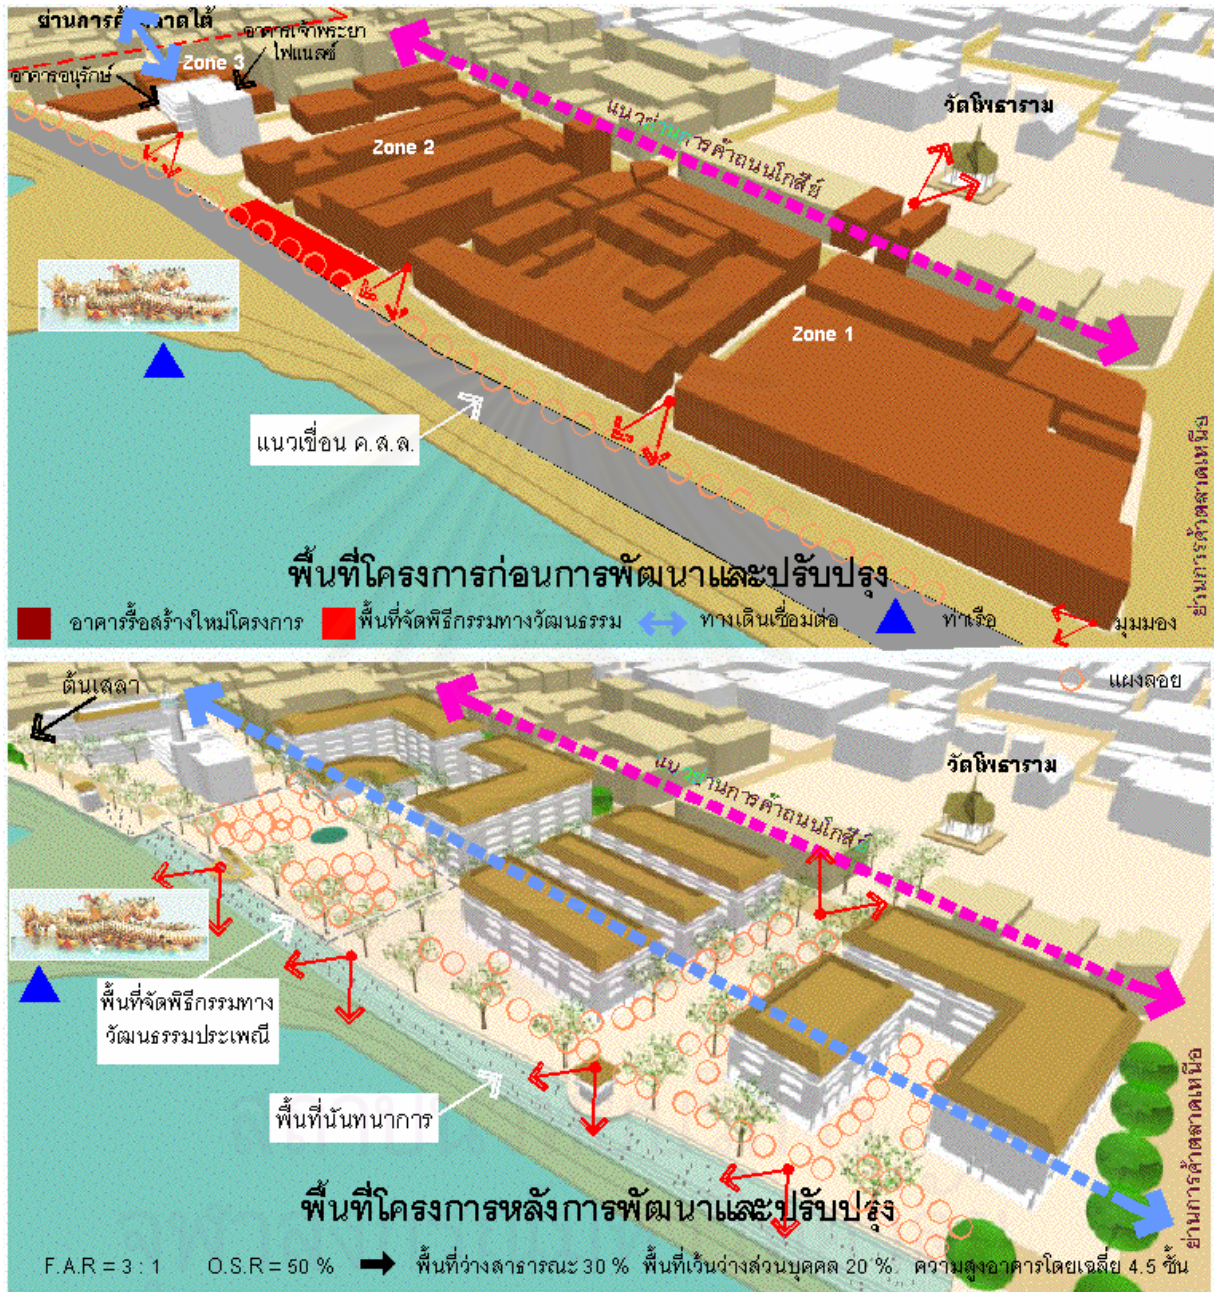 ย่านการค้าตลาดใต้
อาคารเจ้าพระยา
ไฟแนลซ์
Zone 3
อาคารอนุรักษ์
วัดโพธาราม
แนวย่านการค้าถนนโกสีย์
Zone 2
Zone 1
แนวเขื่อน ค.ส.ล.
ย่านการค้าตลาดเหนือ
พื้นที่โครงการก่อนการพัฒนาและปรับปรุง
อาคารรื้อสร้างใหม่โครงการ
พื้นที่จัดพิธีกรรมทางวัฒนธรรม
ทางเดินเชื่อมต่อ
ท่าเรือ
มุมมอง
ต้นเสลา
แผงลอย
วัดโพธาราม
แนวย่านการค้าถนนโกสีย์
พื้นที่จัดพิธีกรรมทาง
วัฒนธรรมประเพณี
พื้นที่นันทนาการ
ย่านการค้าตลาดเหนือ
พื้นที่โครงการหลังการพัฒนาและปรับปรุง
F.A.R = 3 : 1 O.S.R = 50 % พื้นที่ว่างสาธารณะ 30 % พื้นที่เว้นว่างส่วนบุคคล 20 %. ความสูงอาคารโดยเฉลี่ย 4.5 ชั้น